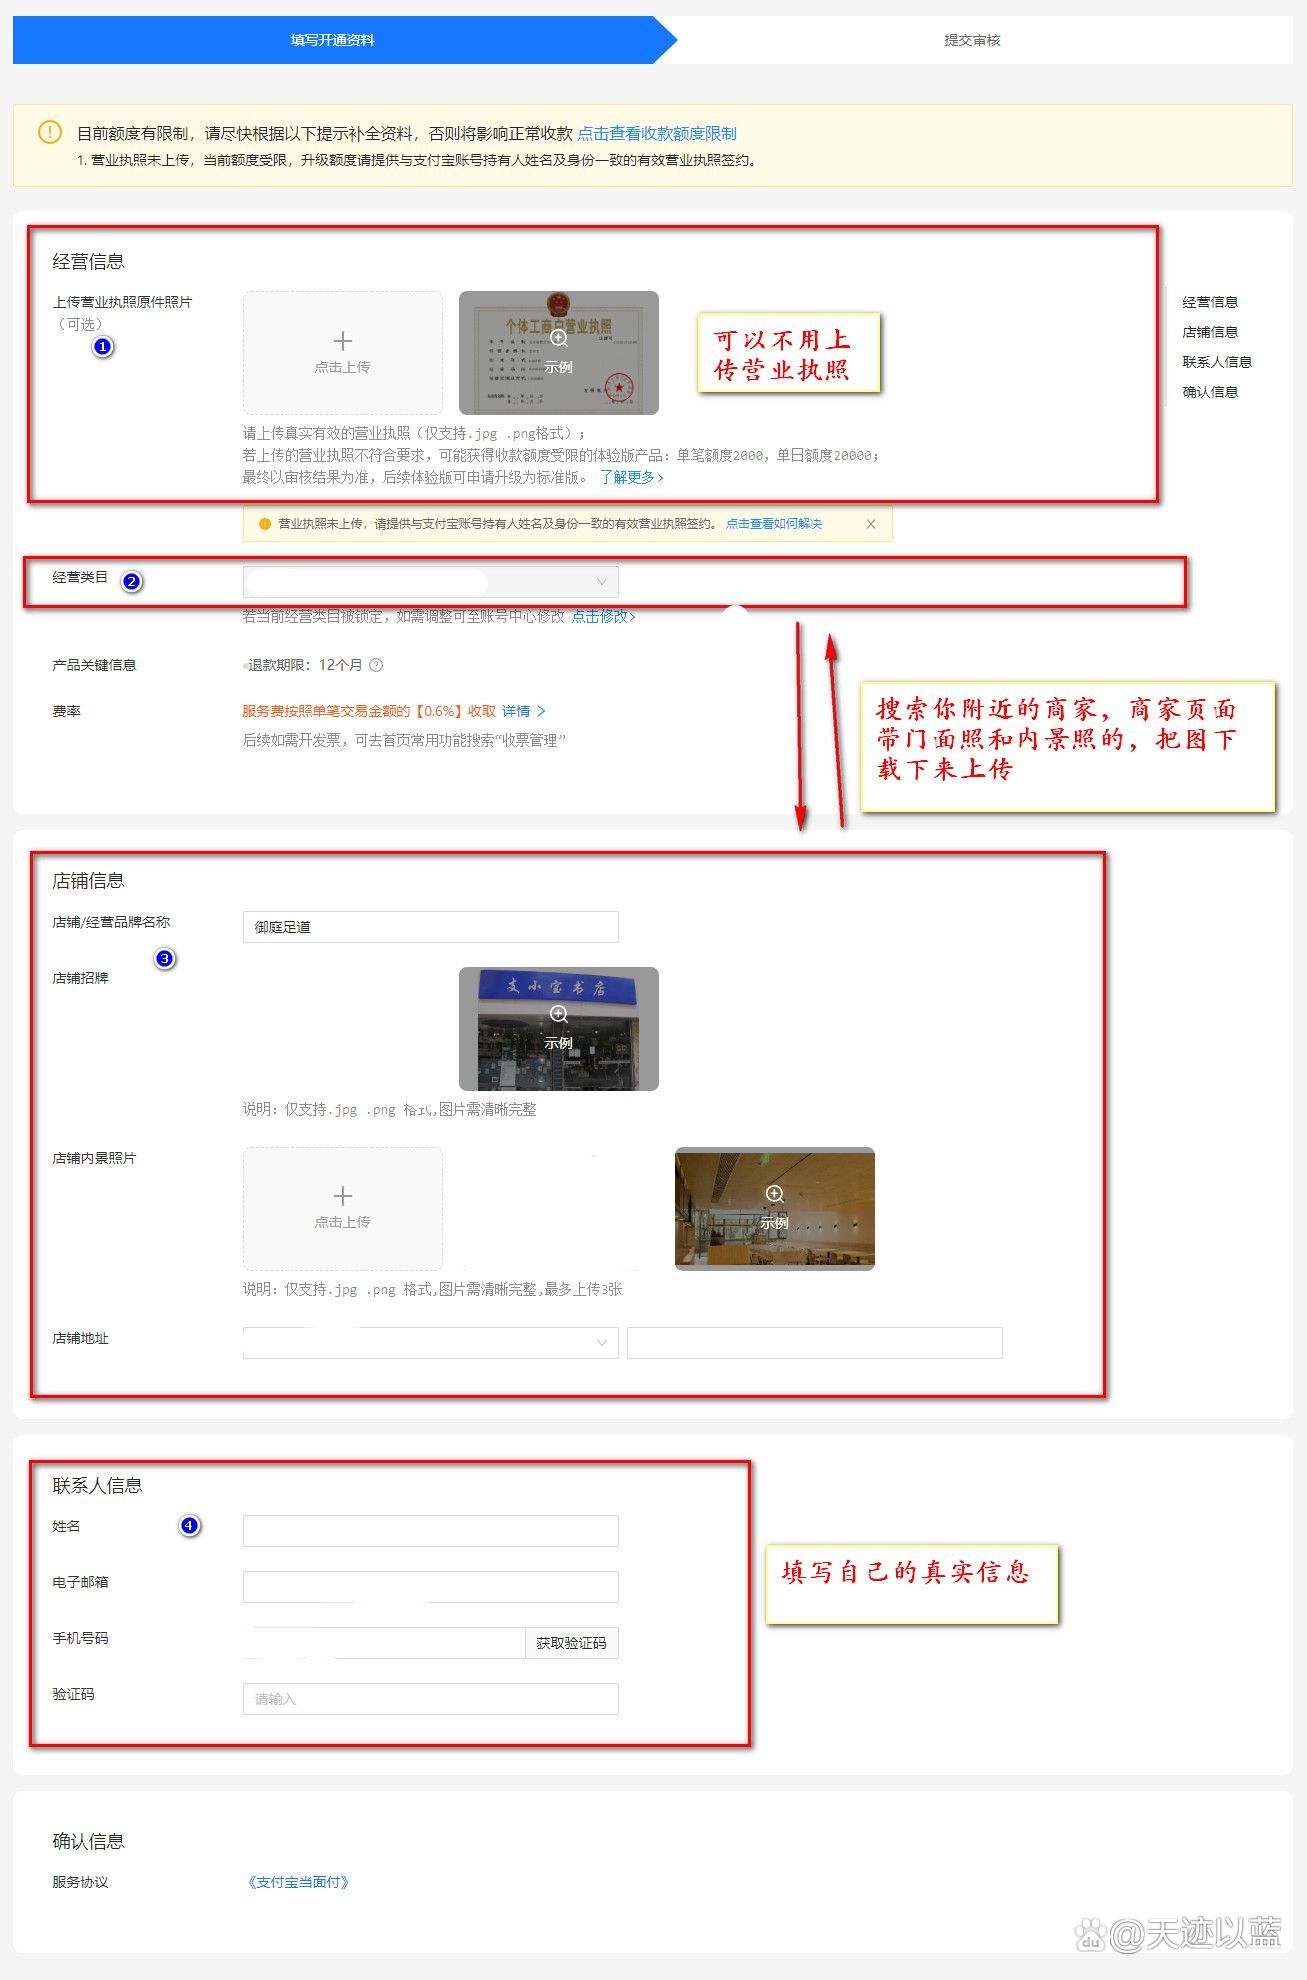 填写开通资料
提交审核
目前额度有限制，请尽快根据以下提示补全资料，否则将影响正常收款 点击查看收款额度限制
1. 营业执照未上传，当前额度受限，升级额度请提供与支付宝账号持有人姓名及身份一致的有效营业执照签约。
经营信息
上传营业执照原件照片
（可选）
1
点击上传
个体工商户营业执照
示例
可以不用上
传营业执照
经营信息
店铺信息
联系人信息
确认信息
请上传真实有效的营业执照（仅支持.jpg .png格式）；
若上传的营业执照不符合要求，可能获得收款额度受限的体验版产品：单笔额度2000，单日额度20000；
最终以审核结果为准，后续体验版可申请升级为标准版。 了解更多>
营业执照未上传，请提供与支付宝账号持有人姓名及身份一致的有效营业执照签约。 点击查看如何解决
经营类目
2
若当前经营类目被锁定，如需调整可至账号中心修改 点击修改>
产品关键信息
退款期限：12个月
费率
服务费按照单笔交易金额的【0.6%】收取 详情 >
后续如需开发票，可去首页常用功能搜索“收票管理”
搜索你附近的商家，商家页面
带门面照和内景照的，把图下
载下来上传
店铺信息
店铺/经营品牌名称
御庭足道
3
店铺招牌
支小宝书店
示例
说明：仅支持.jpg .png 格式,图片需清晰完整
店铺内景照片
点击上传
示例
说明：仅支持.jpg .png 格式,图片需清晰完整,最多上传3张
店铺地址
联系人信息
姓名
4
电子邮箱
手机号码
获取验证码
验证码
请输入
填写自己的真实信息
确认信息
服务协议
《支付宝当面付》
du @天迹以蓝